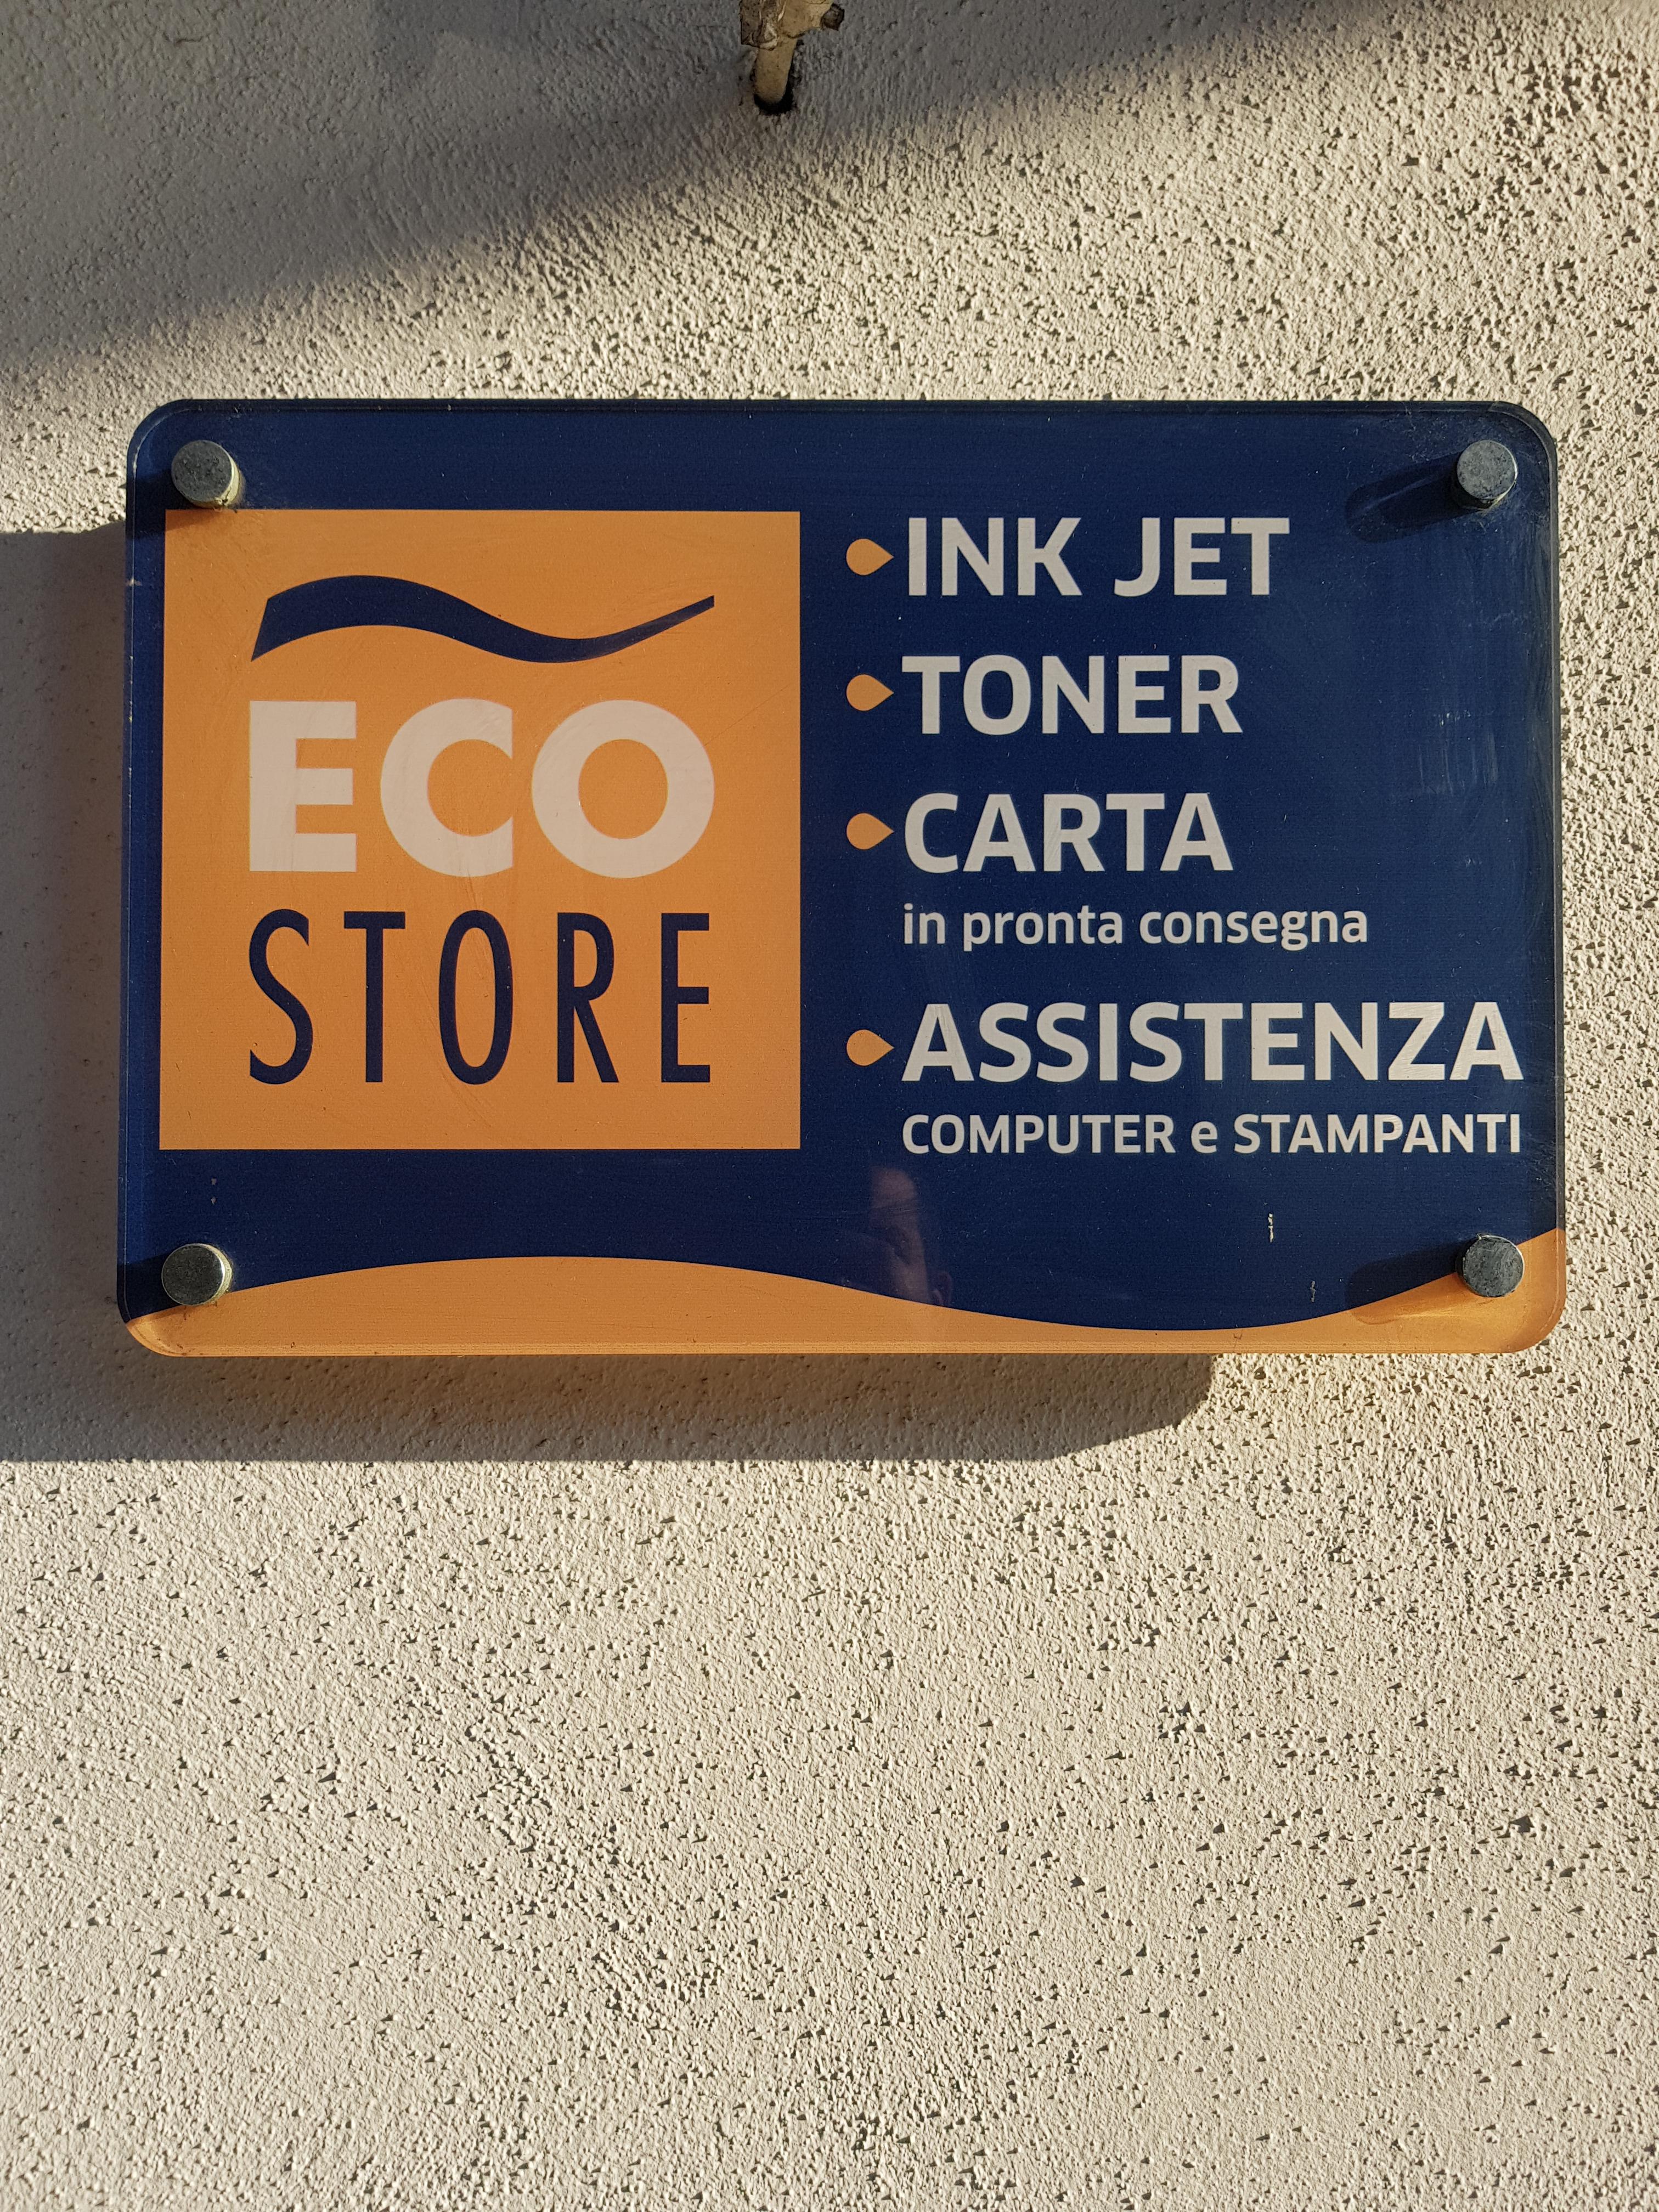 ECO
STORE
INK JET
TONER
CARTA
in pronta consegna
ASSISTENZA
COMPUTER e STAMPANTI